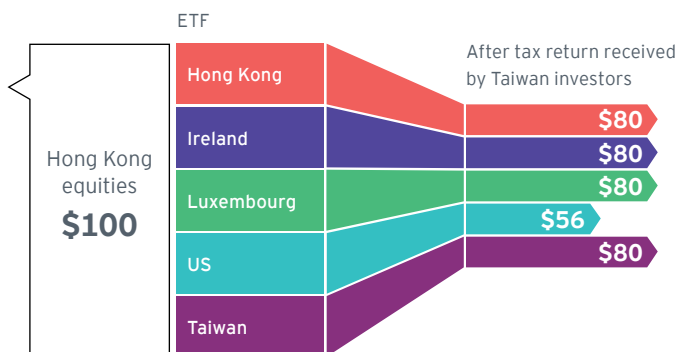 ETF
After tax return received
by Taiwan investors
Hong Kong
equities
$100
Hong Kong
Ireland
Luxembourg
US
Taiwan
$80
$80
$80
$56
$80